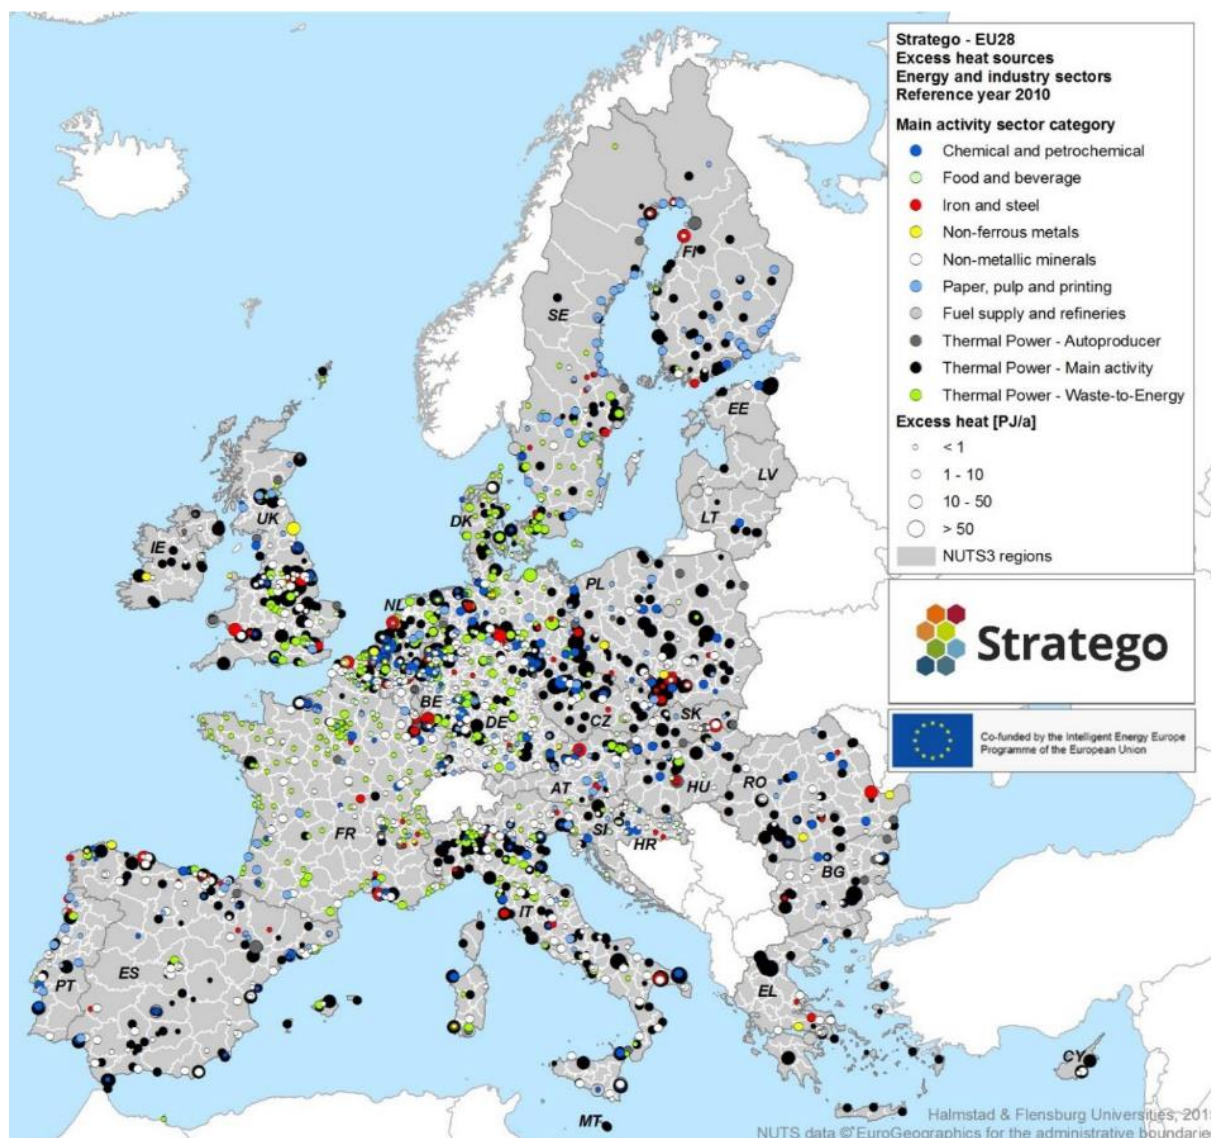 Stratego - EU28
Excess heat sources
Energy and industry sectors
Reference year 2010
Main activity sector category
Chemical and petrochemical
Food and beverage
Iron and steel
Non-ferrous metals
Non-metallic minerals
Paper, pulp and printing
Fuel supply and refineries
Thermal Power - Autoproducer
Thermal Power - Main activity
Thermal Power - Waste-to-Energy
Excess heat [PJ/a]
< 1
1 - 10
10 - 50
> 50
NUTS3 regions
Stratego
Co-funded by the Intelligent Energy Europe
Programme of the European Union
FI
SE
EE
LV
LT
DK
UK
IE
PL
NL
BE
DE
CZ
SK
AT
HU
RO
SI
HR
FR
BG
IT
ES
PT
EL
CY
MT
Halmstad & Flensburg Universities, 201
NUTS data © EuroGeographics for the administrative boundarie